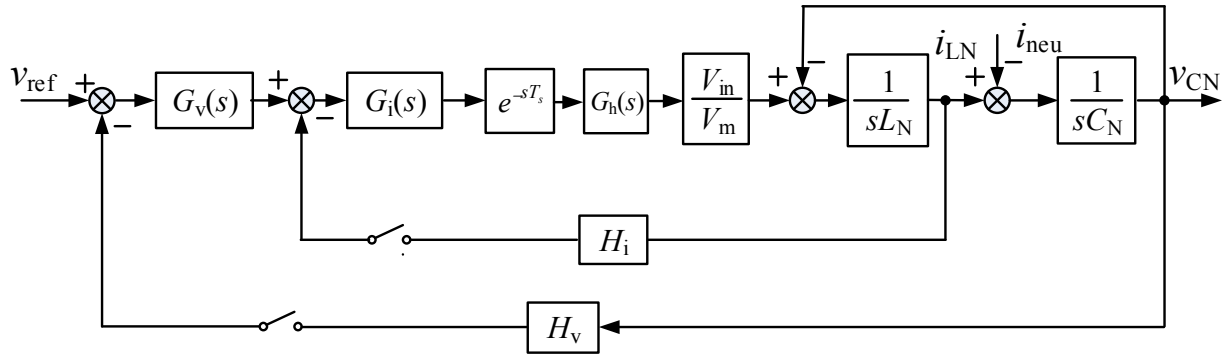 i_LN i_neu
v_ref + − G_v(s) + − G_i(s) e^{−sT_s} G_h(s) V_in/V_m + − 1/sL_N + − 1/sC_N v_CN
H_i
H_v